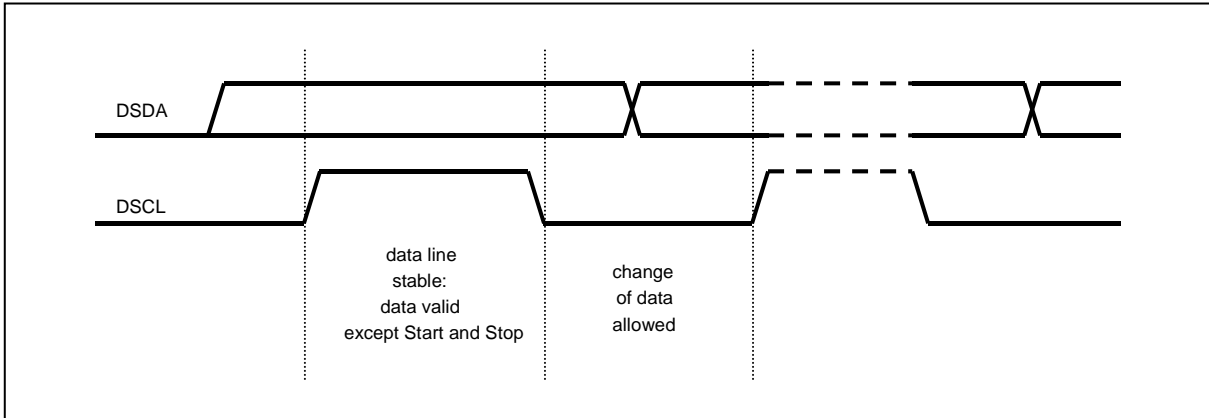 DSDA
DSCL
data line
stable:
data valid
except Start and Stop
change
of data
allowed